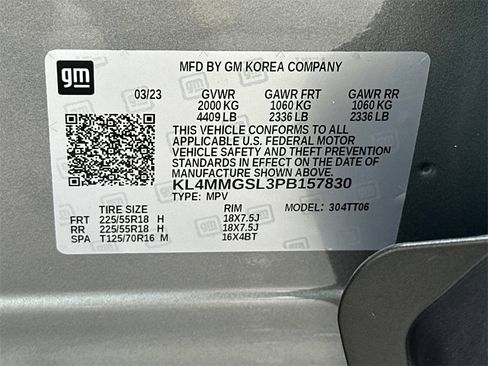 gm
MFD BY GM KOREA COMPANY
03/23 GVWR GAWR FRT GAWR RR
2000 KG 1060 KG 1060 KG
4409 LB 2336 LB 2336 LB
THIS VEHICLE CONFORMS TO ALL
APPLICABLE U.S. FEDERAL MOTOR
VEHICLE SAFETY AND THEFT PREVENTION
STANDARDS IN EFFECT ON THE DATE OF
MANUFACTURE SHOWN ABOVE.
KL4MMGSL3PB157830
TYPE: MPV MODEL: 304TT06
TIRE SIZE RIM
FRT 225/55R18 H 18X7.5J
RR 225/55R18 H 18X7.5J
SPA T125/70R16 M 16X4BT